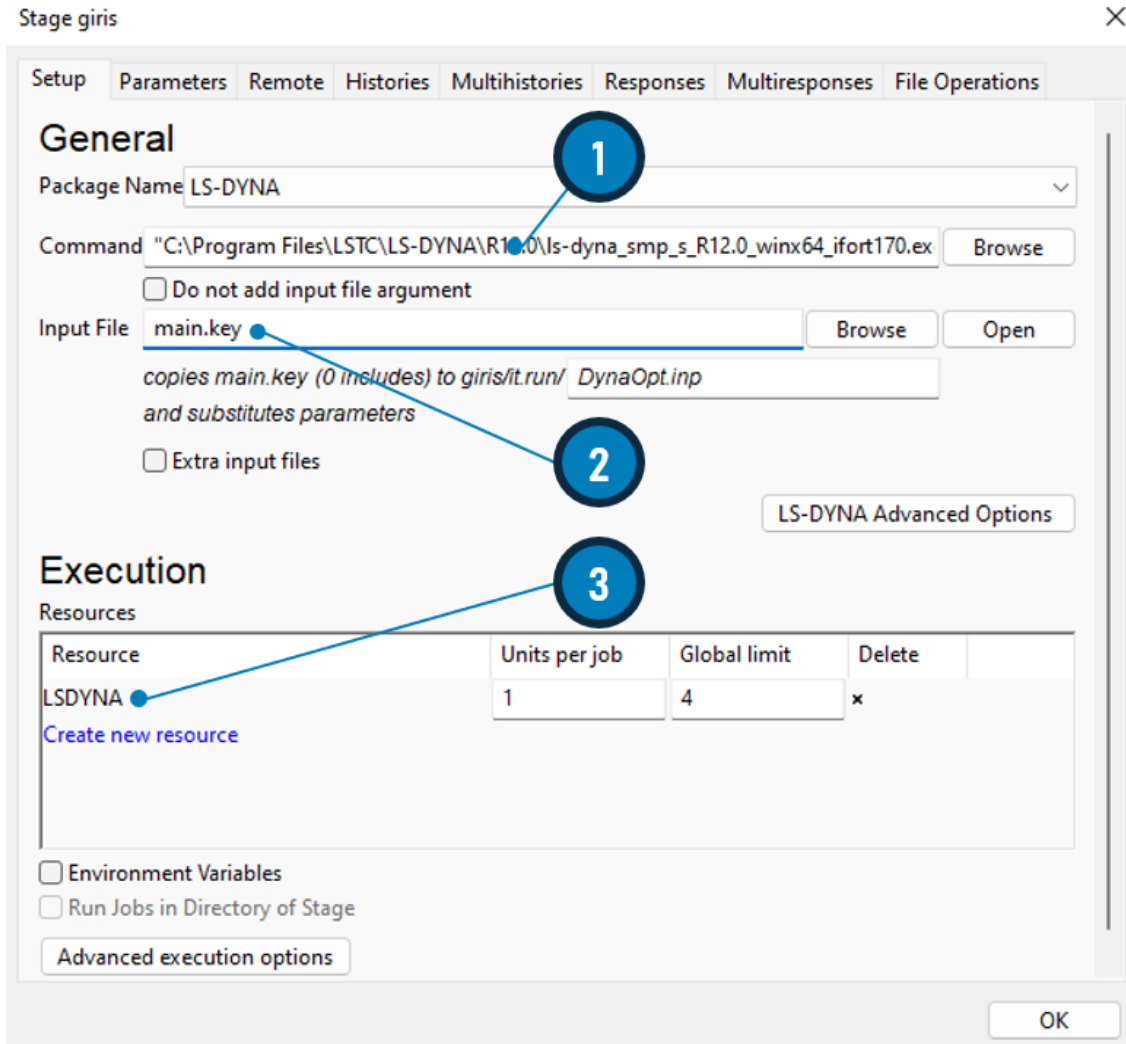 Stage giris
Setup Parameters Remote Histories Multihistories Responses Multiresponses File Operations
General
1
Package Name LS-DYNA
Command "C:\Program Files\LSTC\LS-DYNA\ \ls-dyna_smp_s_R12.0_winx64_ifort170.ex Browse
Do not add input file argument
Input File main.key Browse Open
copies main.key (0 includes) to giris/it.run/ DynaOpt.inp
and substitutes parameters
Extra input files
2
LS-DYNA Advanced Options
Execution
3
Resources
Resource Units per job Global limit Delete
LSDYNA 1 4 ×
Create new resource
Environment Variables
Run Jobs in Directory of Stage
Advanced execution options
OK